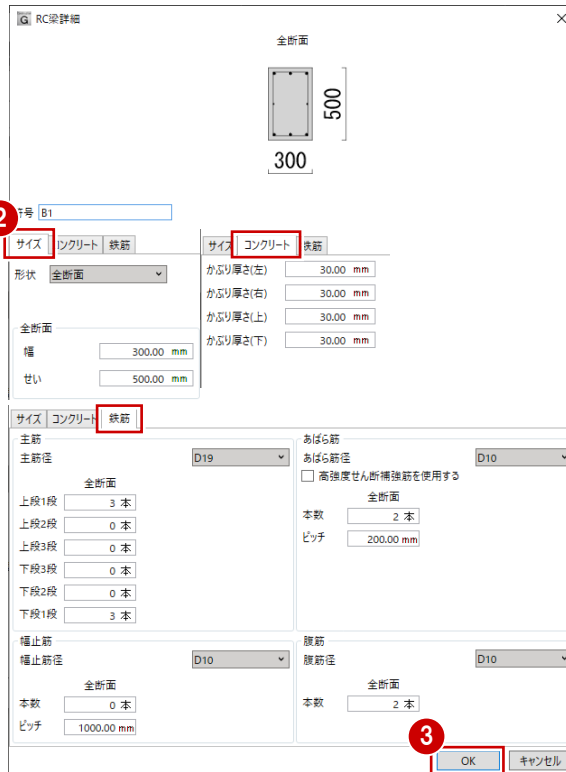 G RC梁詳細
全断面
500
300
符号 B1
2
サイズ コンクリート 鉄筋
形状 全断面
全断面
幅 300.00 mm
せい 500.00 mm
サイズ コンクリート 鉄筋
かぶり厚さ(左) 30.00 mm
かぶり厚さ(右) 30.00 mm
かぶり厚さ(上) 30.00 mm
かぶり厚さ(下) 30.00 mm
サイズ コンクリート 鉄筋
主筋
主筋径 D19
全断面
上段1段 3 本
上段2段 0 本
上段3段 0 本
下段3段 0 本
下段2段 0 本
下段1段 3 本
あばら筋
あばら筋径 D10
高強度せん断補強筋を使用する
全断面
本数 2 本
ピッチ 200.00 mm
幅止筋
幅止筋径 D10
全断面
本数 0 本
ピッチ 1000.00 mm
腹筋
腹筋径 D10
全断面
本数 2 本
3
OK キャンセル